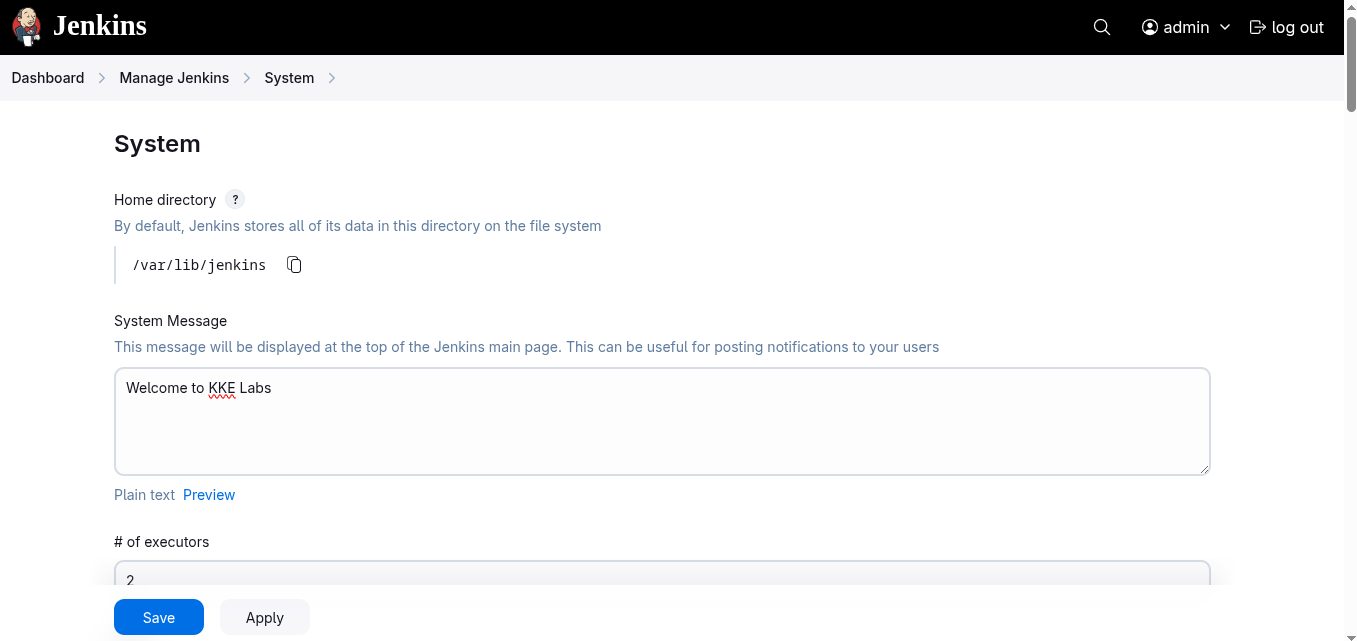 Jenkins
admin
log out
Dashboard
Manage Jenkins
System
System
Home directory ?
By default, Jenkins stores all of its data in this directory on the file system
/var/lib/jenkins
System Message
This message will be displayed at the top of the Jenkins main page. This can be useful for posting notifications to your users
Welcome to KKE Labs
Plain text Preview
# of executors
2
Save Apply